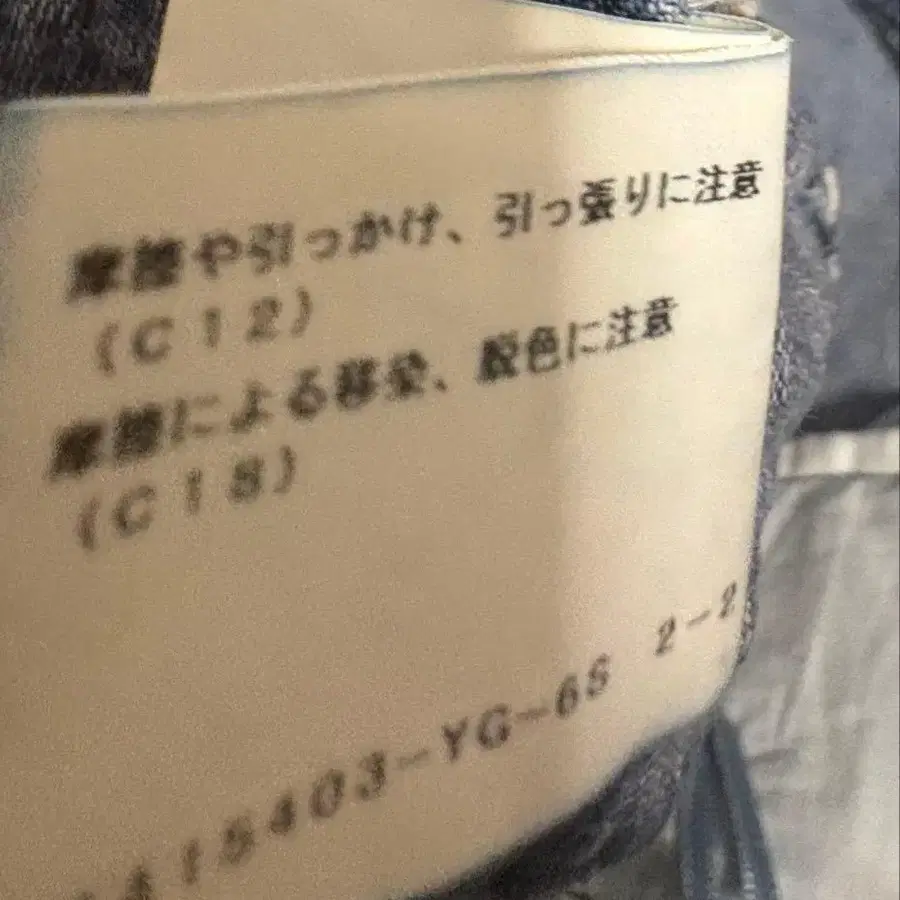 摩擦や引っかけ、引っ張りに注意
(C12)
摩擦による移染、脱色に注意
(C18)
15403-YG-6S 2-2